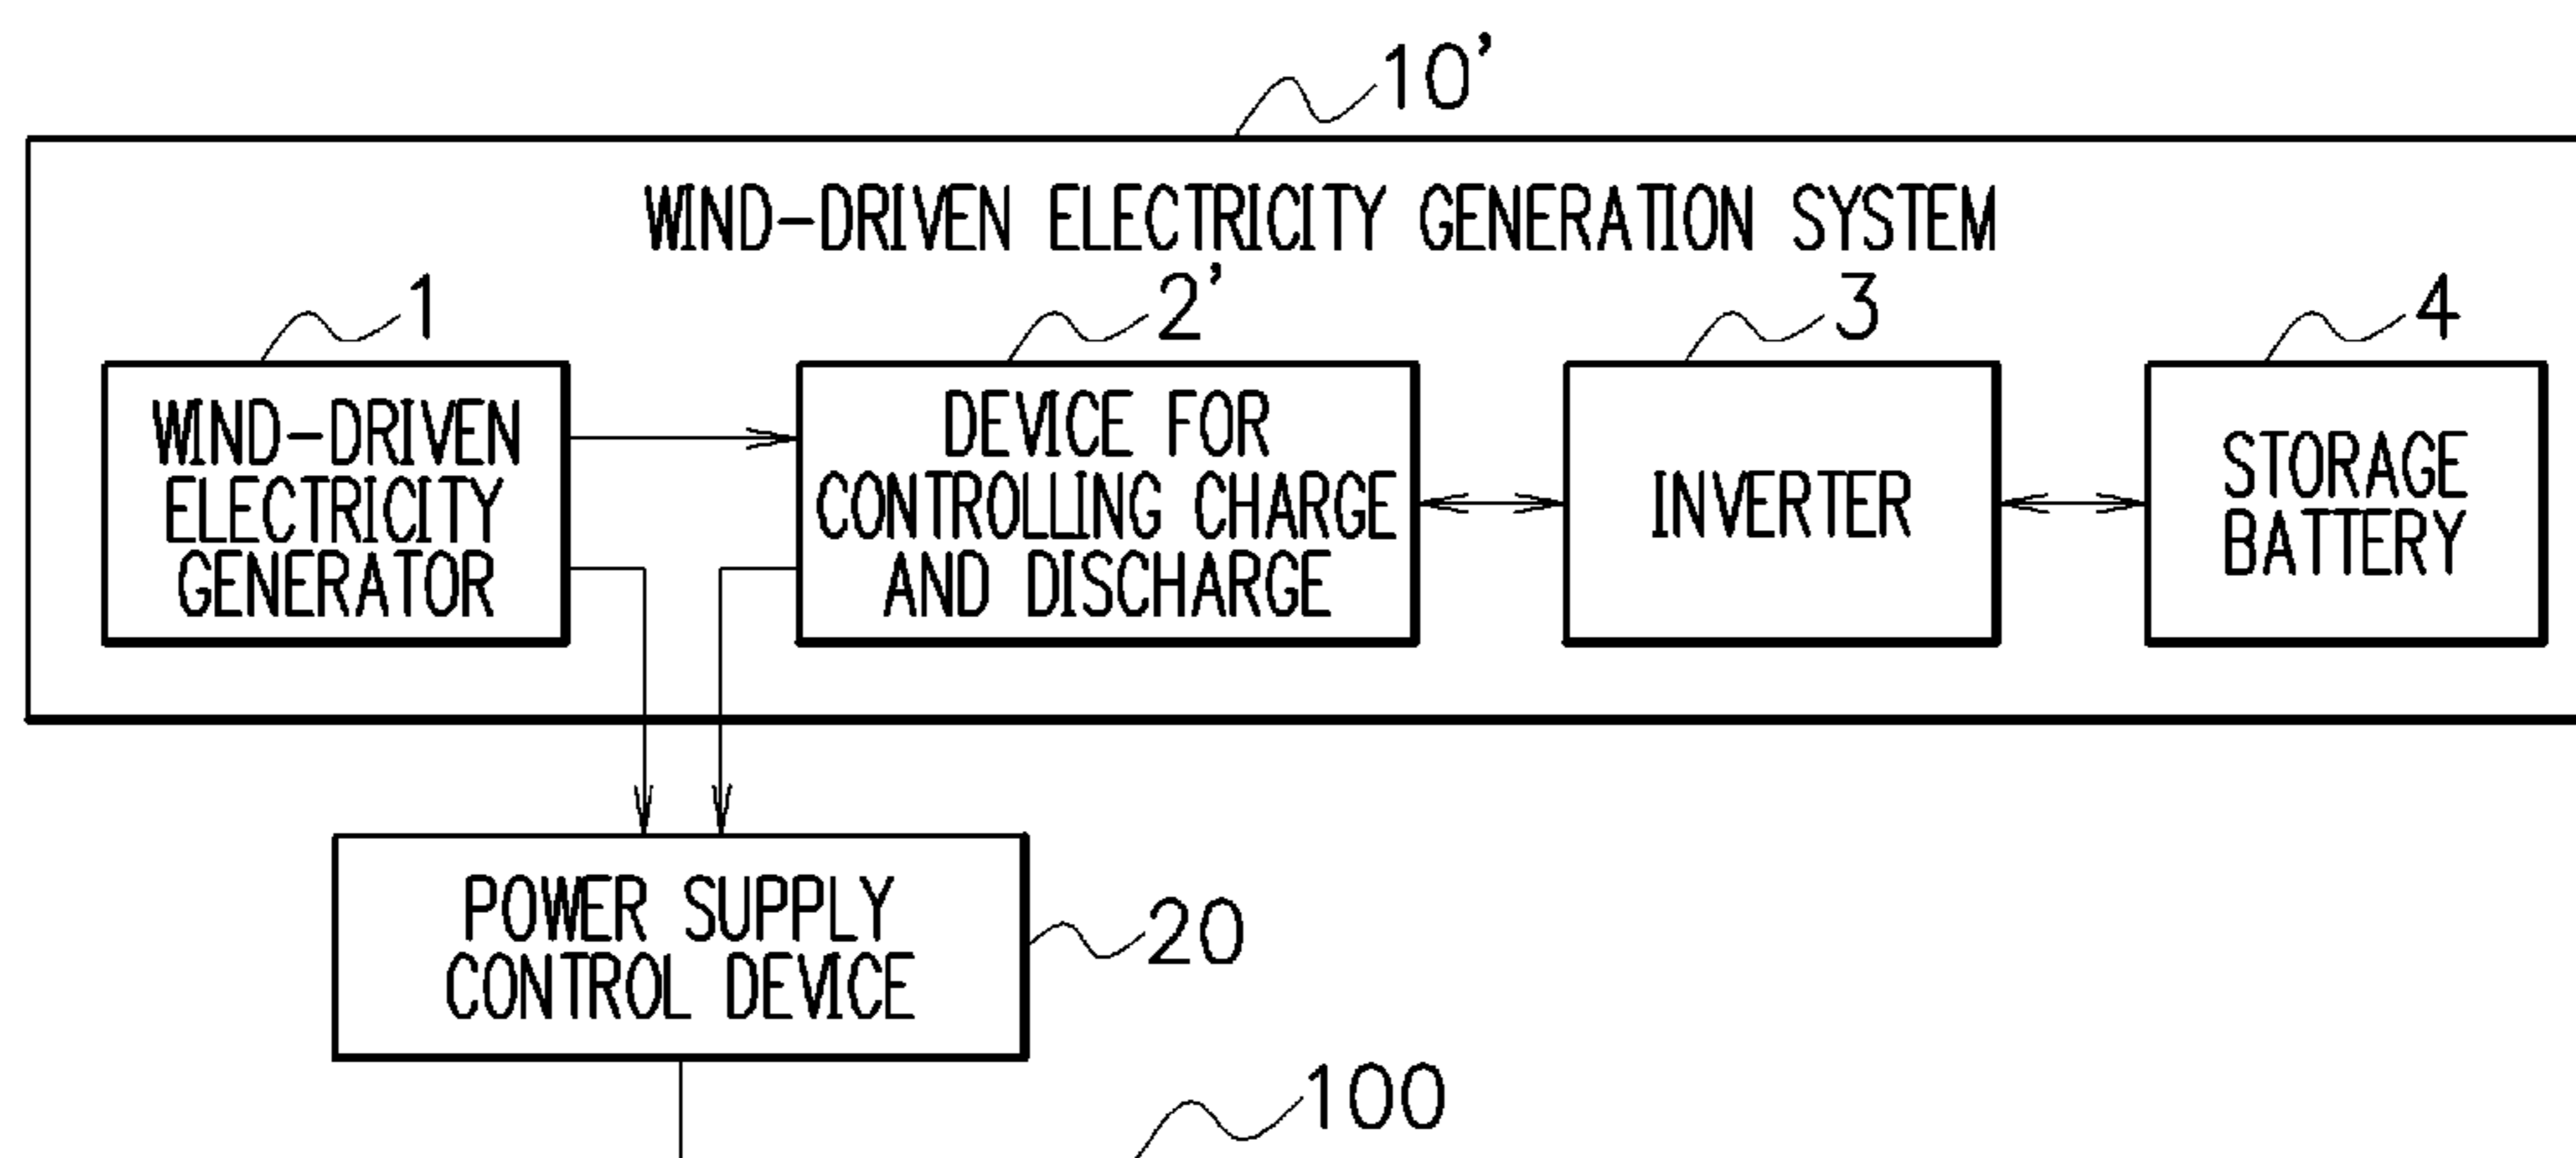 10'
WIND-DRIVEN ELECTRICITY GENERATION SYSTEM
1
2'
3
4
WIND-DRIVEN
ELECTRICITY
GENERATOR
DEVICE FOR
CONTROLLING CHARGE
AND DISCHARGE
INVERTER
STORAGE
BATTERY
POWER SUPPLY
CONTROL DEVICE
20
100